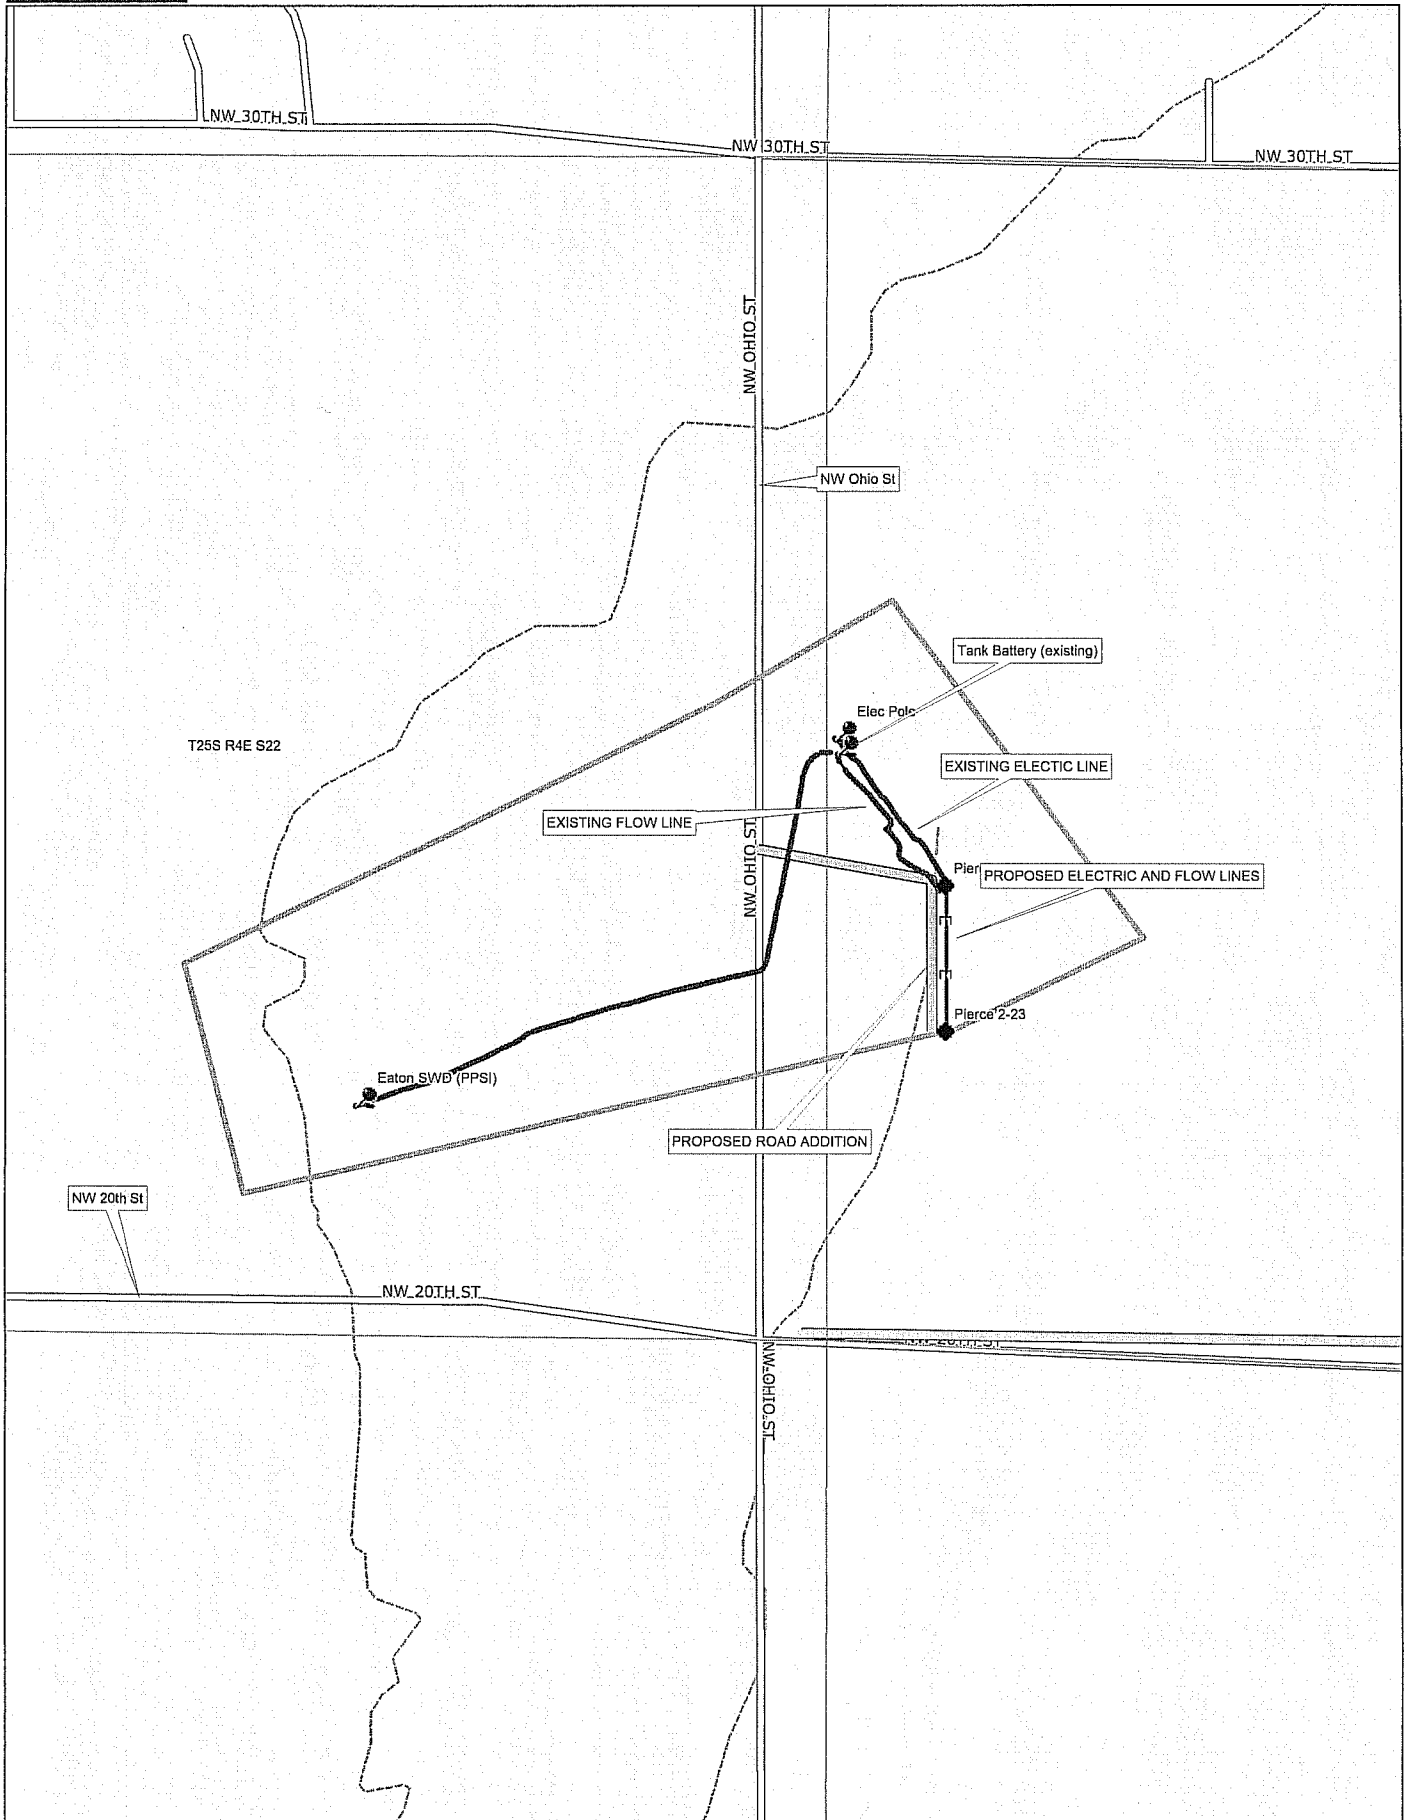 NW 30TH ST
NW 30TH ST
NW 30TH ST
NW OHIO ST
NW Ohio St
Tank Battery (existing)
Elec Pole
T25S R4E S22
EXISTING ELECTIC LINE
EXISTING FLOW LINE
NW OHIO ST
PROPOSED ELECTRIC AND FLOW LINES
Pierce 2-23
Eaton SWD (PPSI)
PROPOSED ROAD ADDITION
NW 20th St
NW 20TH ST
NW OHIO ST